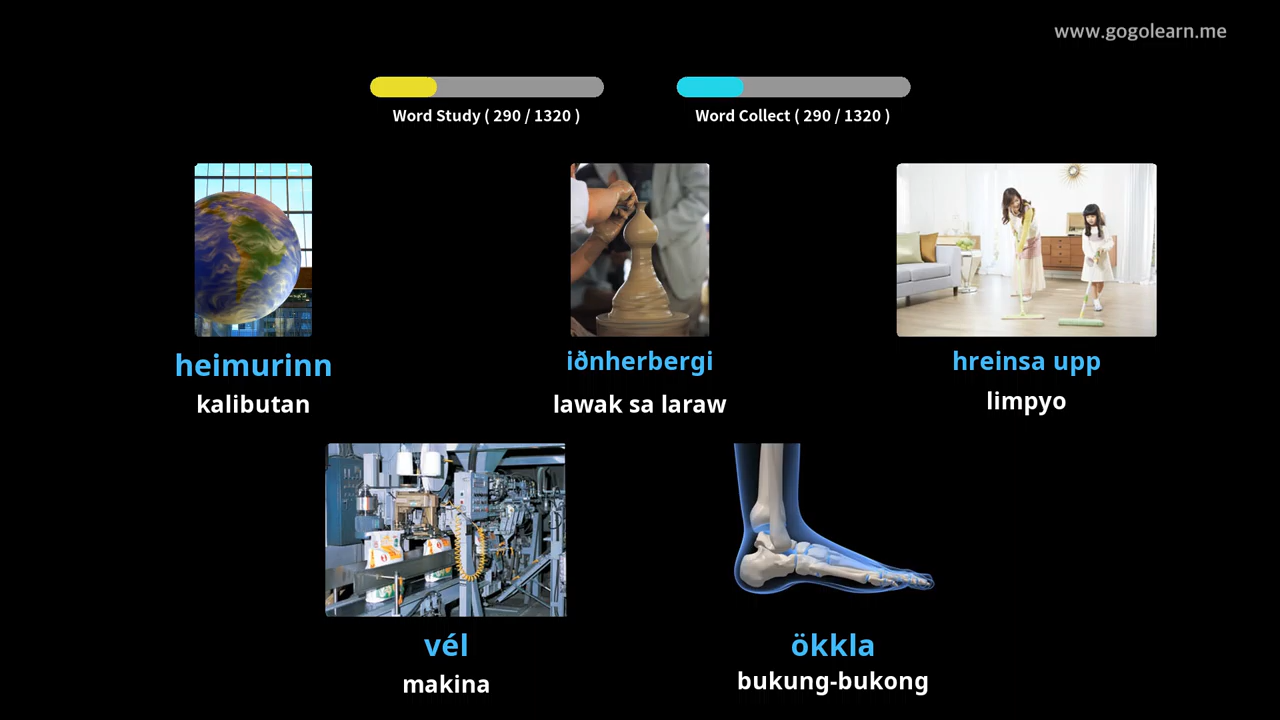 www.gogolearn.me
Word Study ( 290 / 1320 )
Word Collect ( 290 / 1320 )
heimurinn
kalibutan
iðnherbergi
lawak sa laraw
hreinsa upp
limpyo
vél
makina
ökkla
bukung-bukong